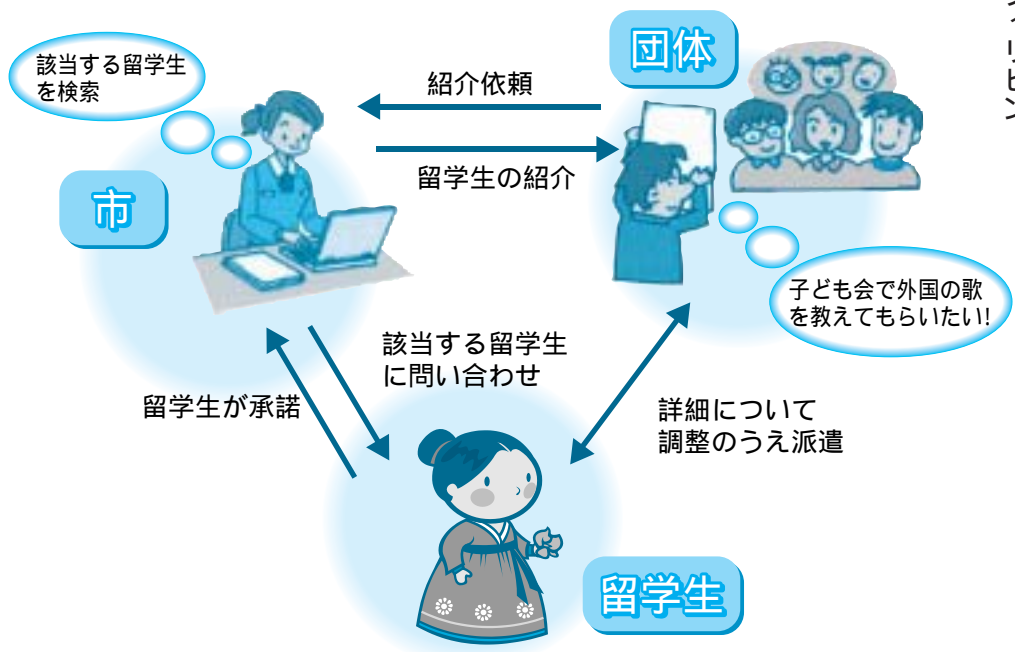 団体
該当する留学生
を検索
紹介依頼
留学生の紹介
市
子ども会で外国の歌
を教えてもらいたい!
該当する留学生
に問い合わせ
留学生が承諾
詳細について
調整のうえ派遣
留学生
リピン